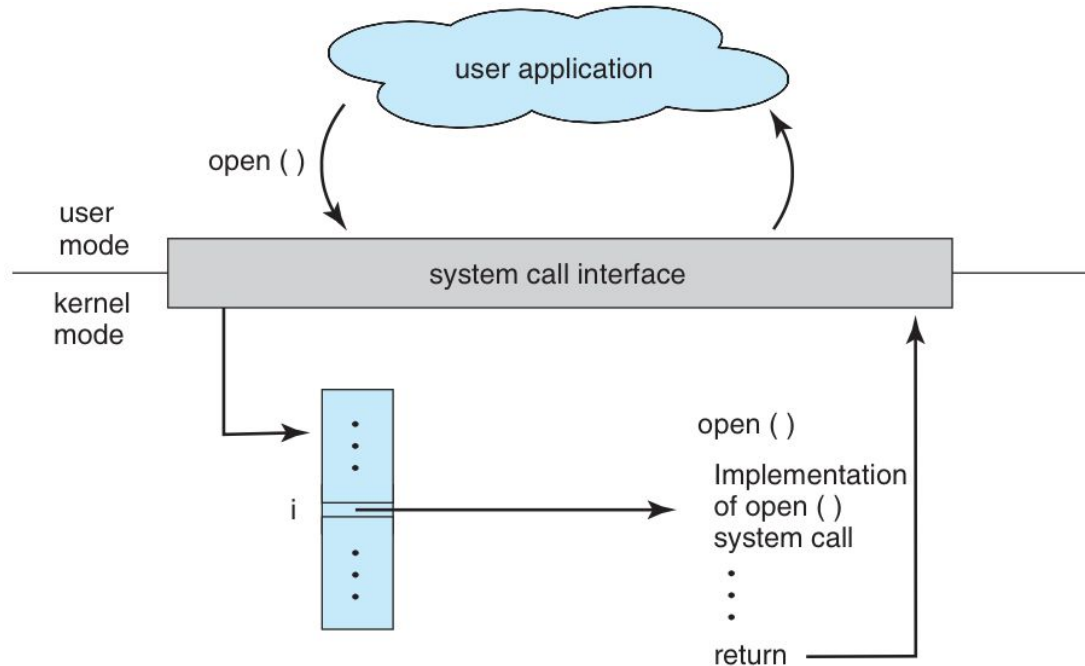 user application
open ( )
user
mode
system call interface
kernel
mode
open ( )
i
Implementation
of open ( )
system call
return